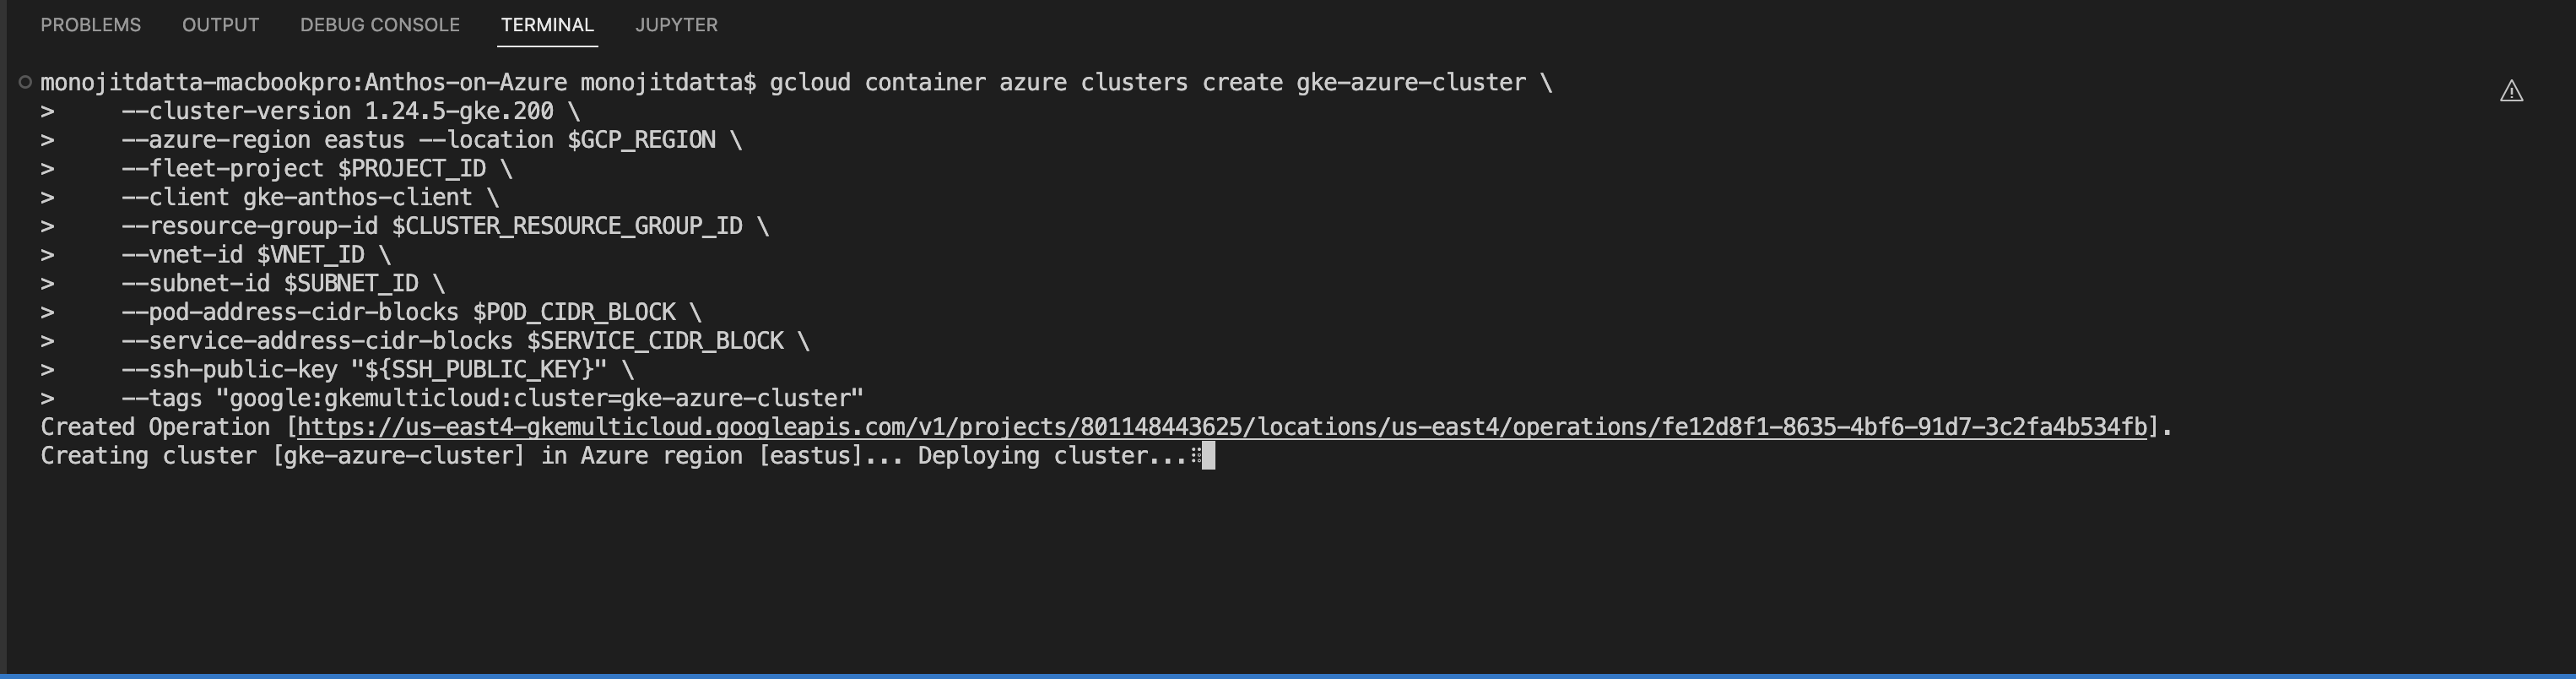 PROBLEMS OUTPUT DEBUG CONSOLE TERMINAL JUPYTER
monojitdatta-macbookpro:Anthos-on-Azure monojitdatta$ gcloud container azure clusters create gke-azure-cluster \
>     --cluster-version 1.24.5-gke.200 \
>     --azure-region eastus --location $GCP_REGION \
>     --fleet-project $PROJECT_ID \
>     --client gke-anthos-client \
>     --resource-group-id $CLUSTER_RESOURCE_GROUP_ID \
>     --vnet-id $VNET_ID \
>     --subnet-id $SUBNET_ID \
>     --pod-address-cidr-blocks $POD_CIDR_BLOCK \
>     --service-address-cidr-blocks $SERVICE_CIDR_BLOCK \
>     --ssh-public-key "${SSH_PUBLIC_KEY}" \
>     --tags "google:gkemulticloud:cluster=gke-azure-cluster"
Created Operation [https://us-east4-gkemulticloud.googleapis.com/v1/projects/801148443625/locations/us-east4/operations/fe12d8f1-8635-4bf6-91d7-3c2fa4b534fb].
Creating cluster [gke-azure-cluster] in Azure region [eastus]... Deploying cluster...